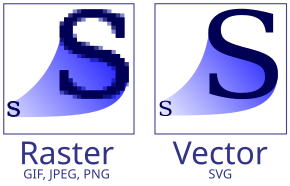 S
S
S
S
Raster
Vector
GIF, JPEG, PNG
SVG